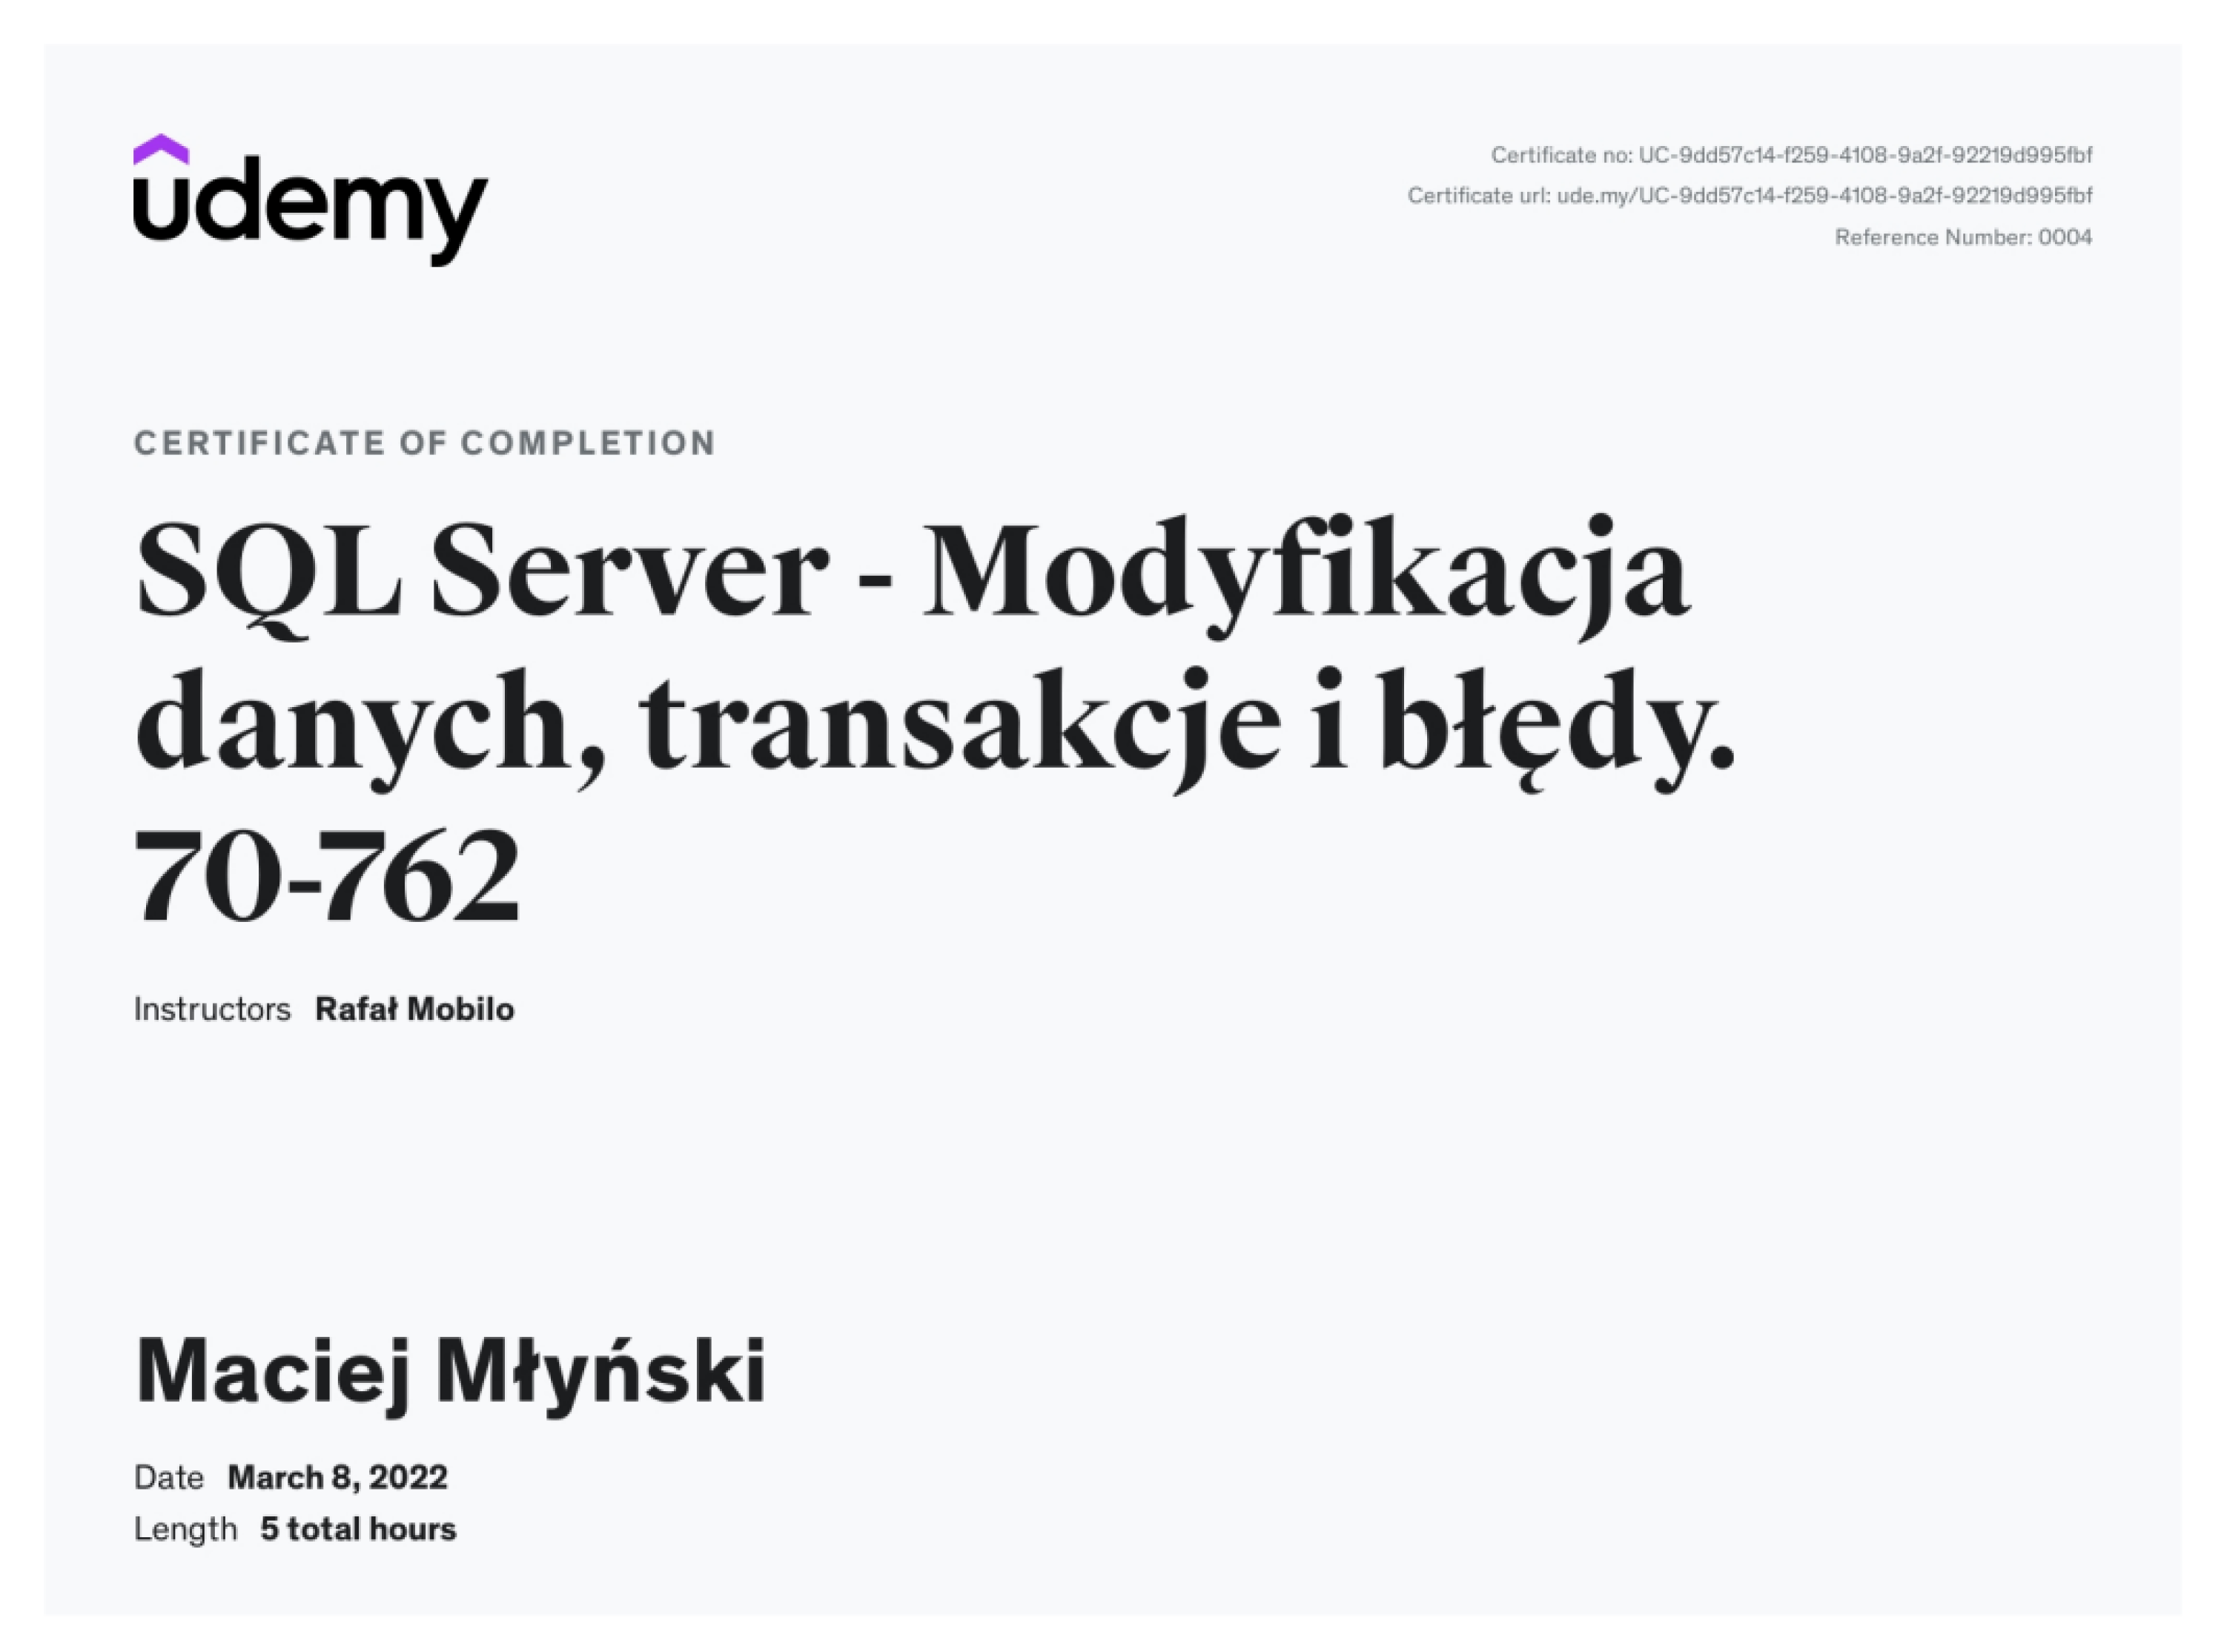 udemy
Certificate no: UC-9dd57c14-f259-4108-9a2f-92219d995fbf
Certificate url: ude.my/UC-9dd57c14-f259-4108-9a2f-92219d995fbf
Reference Number: 0004
CERTIFICATE OF COMPLETION
SQL Server - Modyfikacja
danych, transakcje i błędy.
70-762
Instructors Rafał Mobilo
Maciej Młyński
Date March 8, 2022
Length 5 total hours